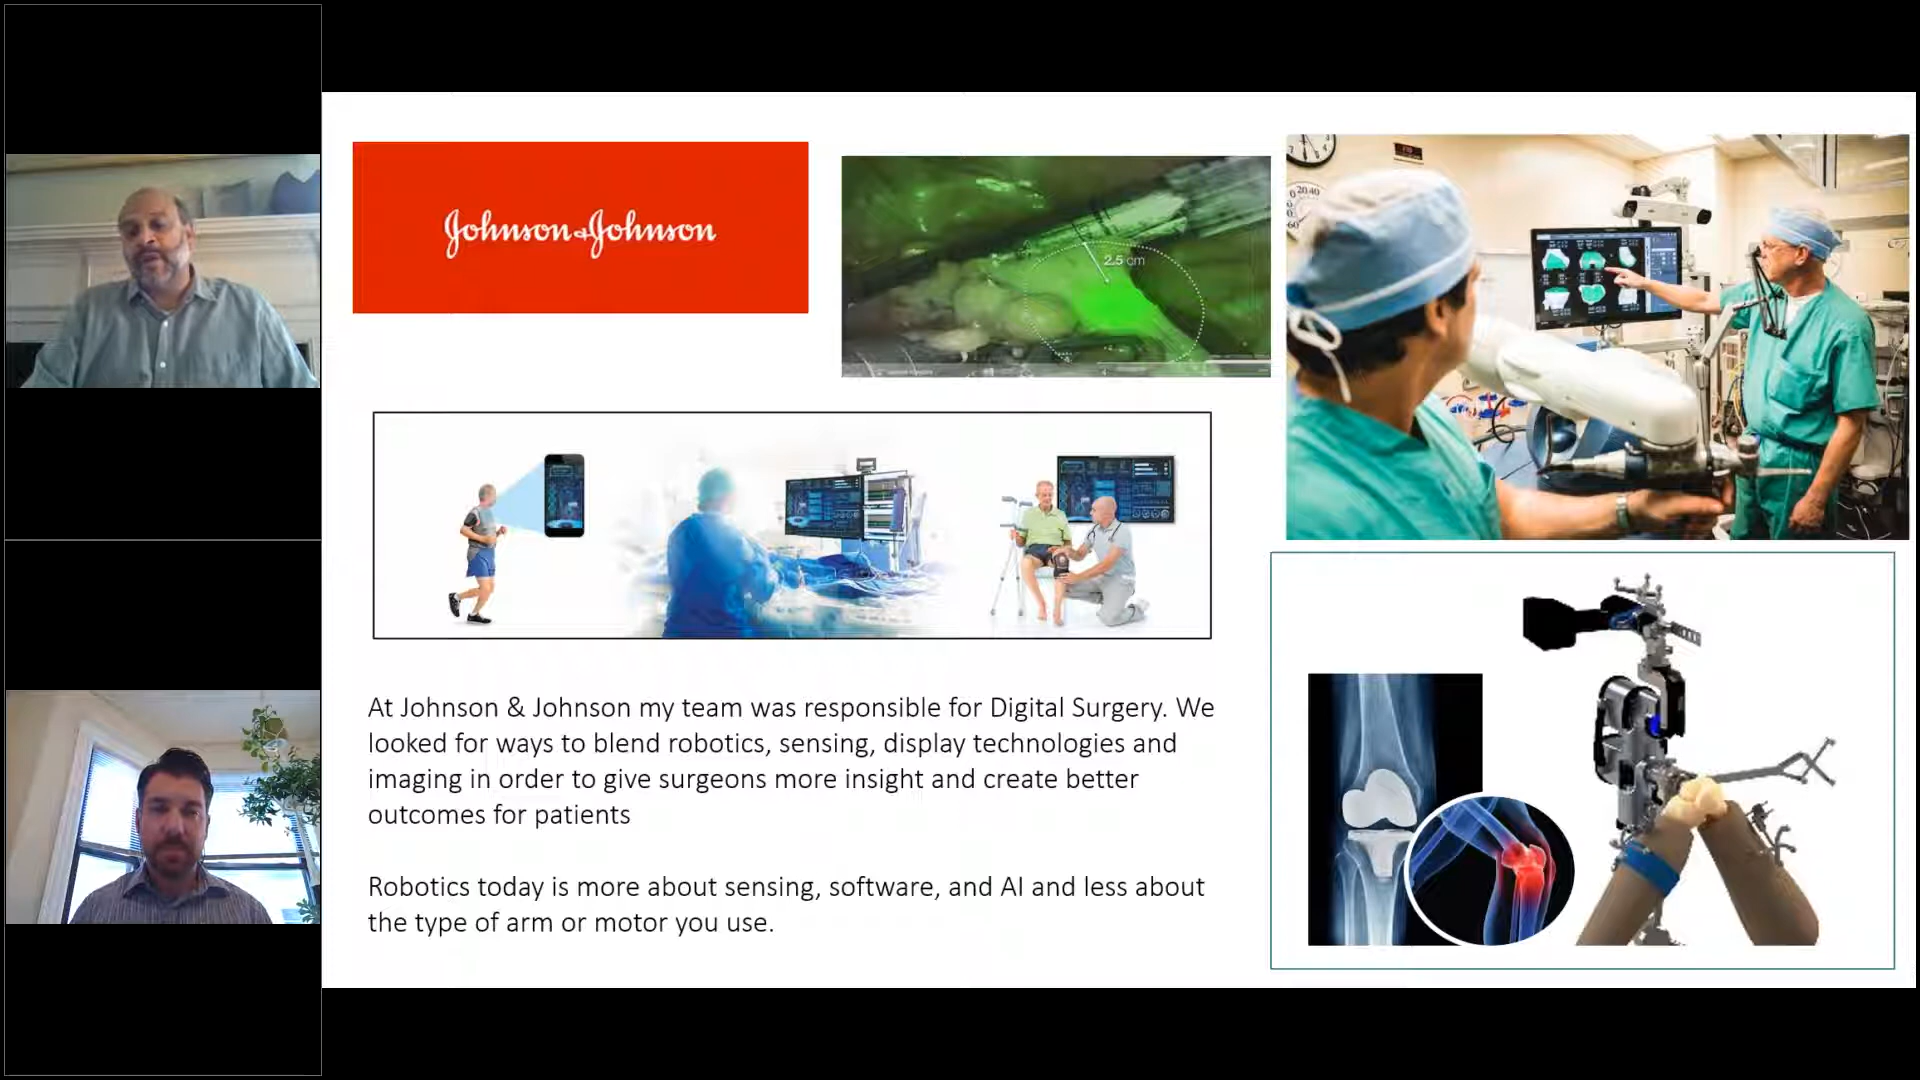 Johnson & Johnson
2.5 cm
At Johnson & Johnson my team was responsible for Digital Surgery. We
looked for ways to blend robotics, sensing, display technologies and
imaging in order to give surgeons more insight and create better
outcomes for patients
Robotics today is more about sensing, software, and AI and less about
the type of arm or motor you use.